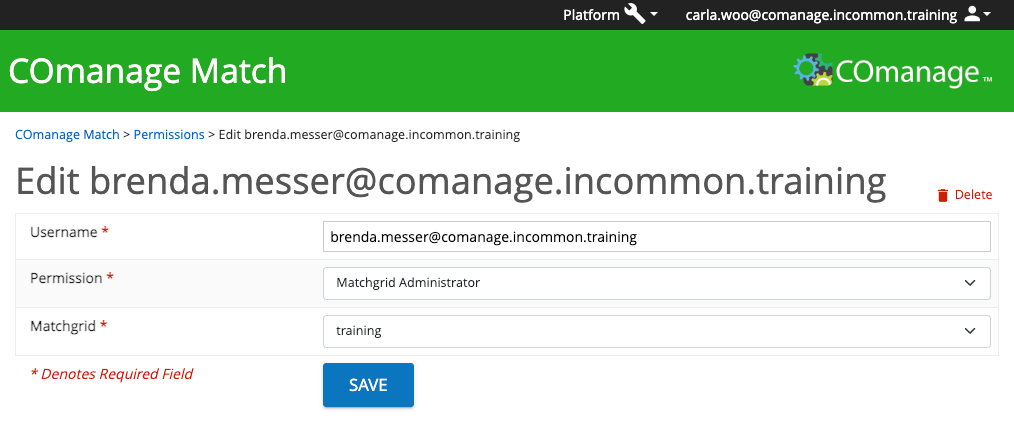 Platform carla.woo@comanage.incommon.training
COmanage Match COmanage™
COmanage Match > Permissions > Edit brenda.messer@comanage.incommon.training
Edit brenda.messer@comanage.incommon.training Delete
Username * brenda.messer@comanage.incommon.training
Permission * Matchgrid Administrator
Matchgrid * training
* Denotes Required Field SAVE